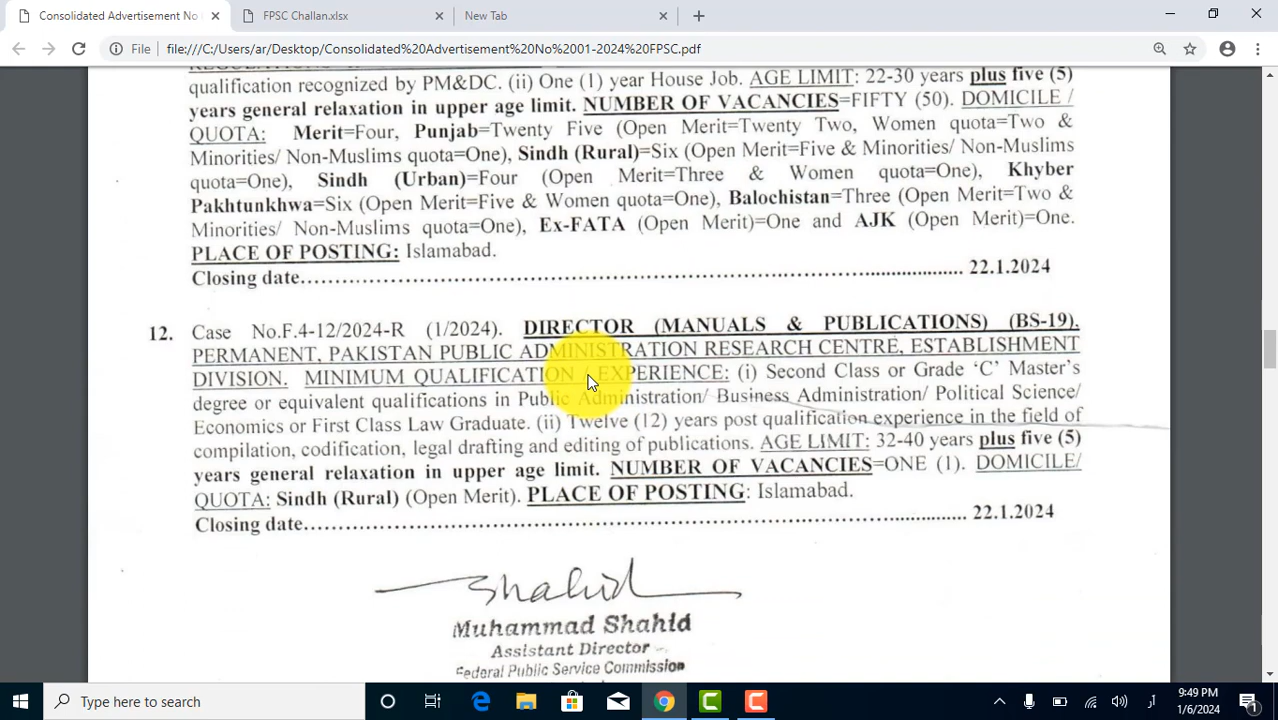 Consolidated Advertisement No
FPSC Challan.xlsx
New Tab
File
file:///C:/Users/ar/Desktop/Consolidated%20Advertisement%20No%2001-2024%20FPSC.pdf
qualification recognized by PM&DC. (ii) One (1) year House Job. AGE LIMIT: 22-30 years plus five (5)
years general relaxation in upper age limit. NUMBER OF VACANCIES=FIFTY (50). DOMICILE /
QUOTA: Merit=Four, Punjab=Twenty Five (Open Merit=Twenty Two, Women quota=Two &
Minorities/ Non-Muslims quota=One), Sindh (Rural)=Six (Open Merit=Five & Minorities/ Non-Muslims
quota=One), Sindh (Urban)=Four (Open Merit=Three & Women quota=One), Khyber
Pakhtunkhwa=Six (Open Merit=Five & Women quota=One), Balochistan=Three (Open Merit=Two &
Minorities/ Non-Muslims quota=One), Ex-FATA (Open Merit)=One and AJK (Open Merit)=One.
PLACE OF POSTING: Islamabad.
Closing date........................................................................................... 22.1.2024
12. Case No.F.4-12/2024-R (1/2024). DIRECTOR (MANUALS & PUBLICATIONS) (BS-19),
PERMANENT, PAKISTAN PUBLIC ADMINISTRATION RESEARCH CENTRE, ESTABLISHMENT
DIVISION. MINIMUM QUALIFICATION / EXPERIENCE: (i) Second Class or Grade ‘C’ Master’s
degree or equivalent qualifications in Public Administration/ Business Administration/ Political Science/
Economics or First Class Law Graduate. (ii) Twelve (12) years post qualification experience in the field of
compilation, codification, legal drafting and editing of publications. AGE LIMIT: 32-40 years plus five (5)
years general relaxation in upper age limit. NUMBER OF VACANCIES=ONE (1). DOMICILE/
QUOTA: Sindh (Rural) (Open Merit). PLACE OF POSTING: Islamabad.
Closing date........................................................................................... 22.1.2024
Shahid
Muhammad Shahid
Assistant Director
Federal Public Service Commission
Type here to search
9:49 PM
1/6/2024
1